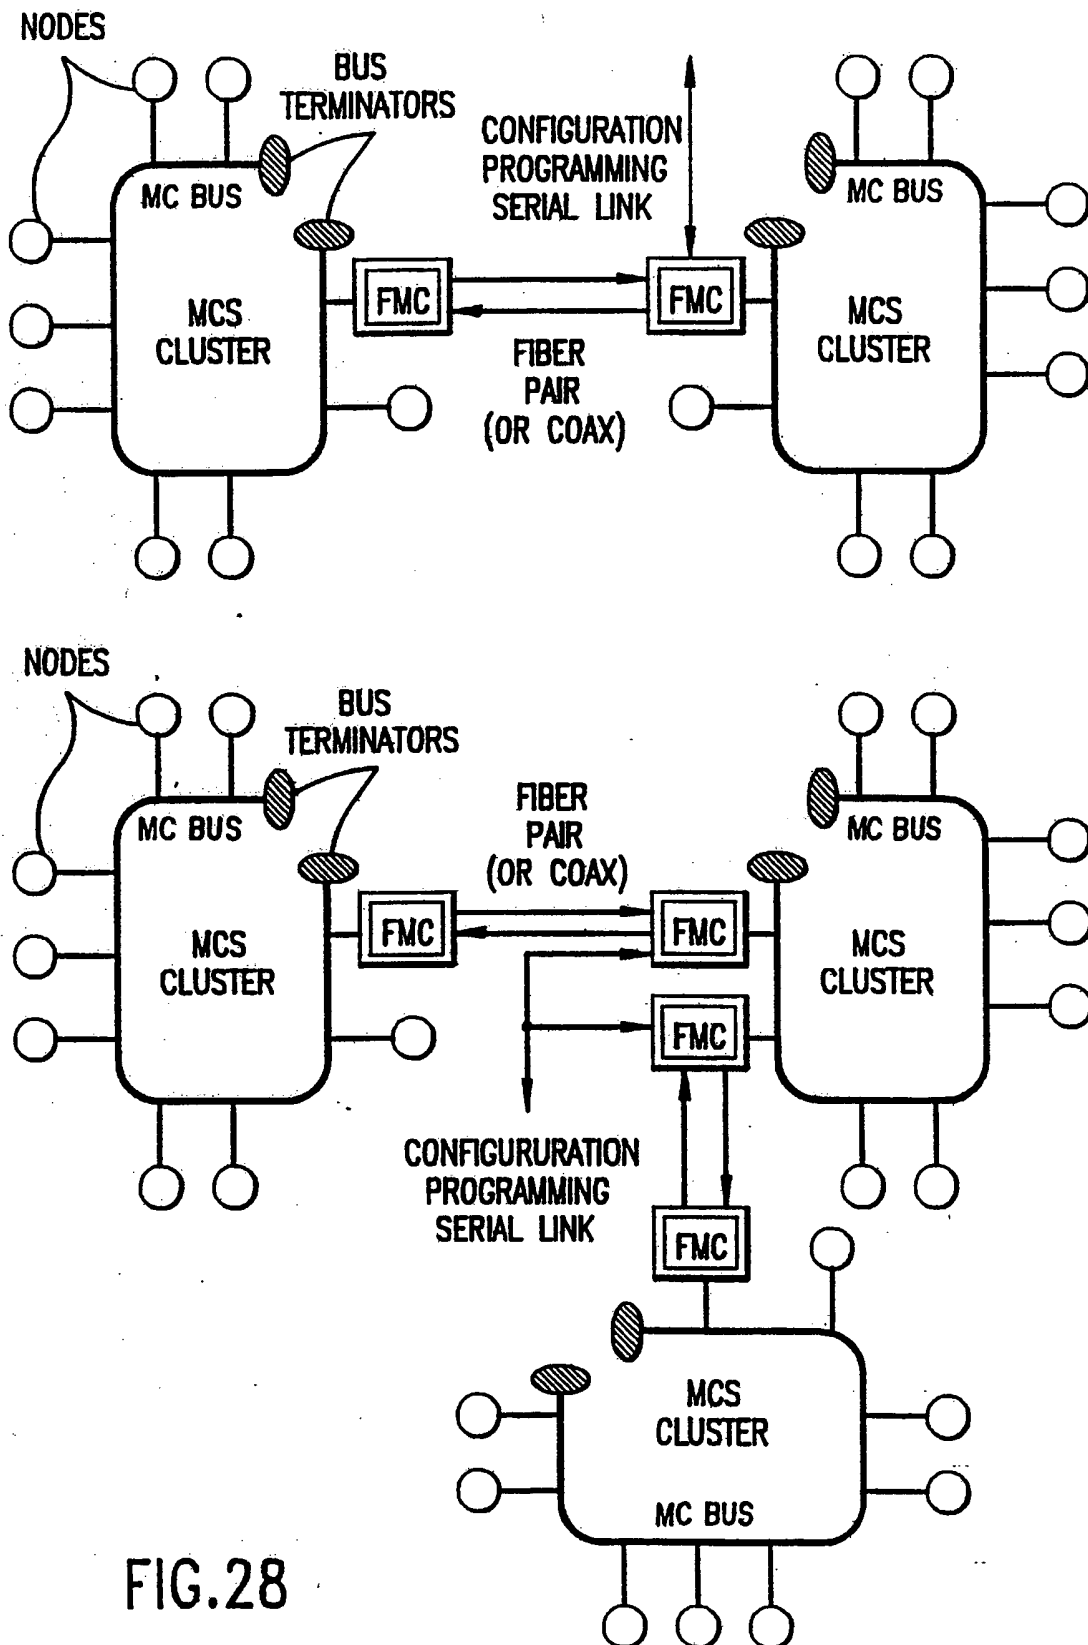 NODES
BUS
TERMINATORS
CONFIGURATION
PROGRAMMING
SERIAL LINK
MC BUS
MC BUS
FMC
FMC
MCS
CLUSTER
MCS
CLUSTER
FIBER
PAIR
(OR COAX)
NODES
BUS
TERMINATORS
FIBER
PAIR
(OR COAX)
MC BUS
MC BUS
FMC
FMC
MCS
CLUSTER
MCS
CLUSTER
FMC
CONFIGURURATION
PROGRAMMING
SERIAL LINK
FMC
MCS
CLUSTER
MC BUS
FIG.28